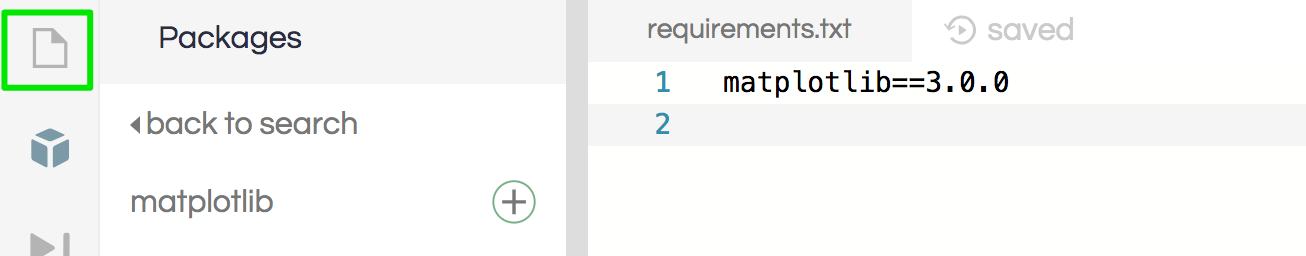 Packages
back to search
matplotlib
requirements.txt
saved
1 matplotlib==3.0.0
2